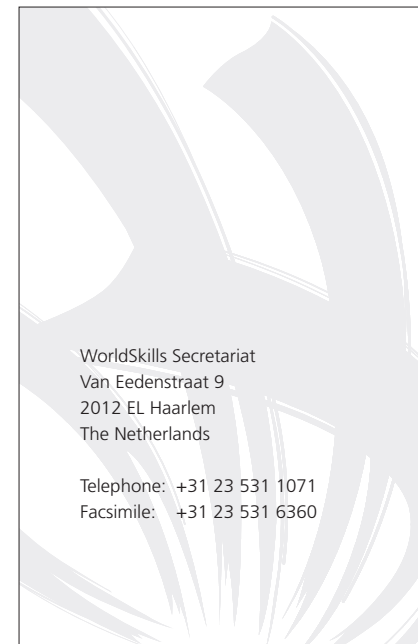 WorldSkills Secretariat
Van Eedenstraat 9
2012 EL Haarlem
The Netherlands
Telephone: +31 23 531 1071
Facsimile: +31 23 531 6360